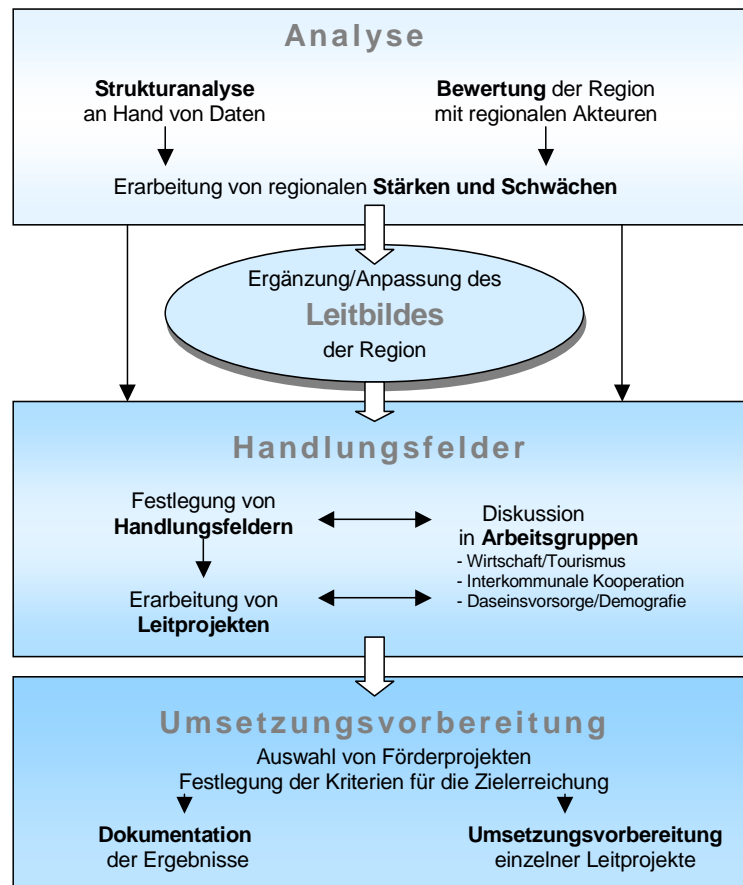 Analyse
Strukturanalyse
an Hand von Daten
Bewertung der Region
mit regionalen Akteuren
Erarbeitung von regionalen Stärken und Schwächen
Ergänzung/Anpassung des
Leitbildes
der Region
Handlungsfelder
Festlegung von
Handlungsfeldern
Diskussion
in Arbeitsgruppen
- Wirtschaft/Tourismus
- Interkommunale Kooperation
- Daseinsvorsorge/Demografie
Erarbeitung von
Leitprojekten
Umsetzungsvorbereitung
Auswahl von Förderprojekten
Festlegung der Kriterien für die Zielerreichung
Dokumentation
der Ergebnisse
Umsetzungsvorbereitung
einzelner Leitprojekte